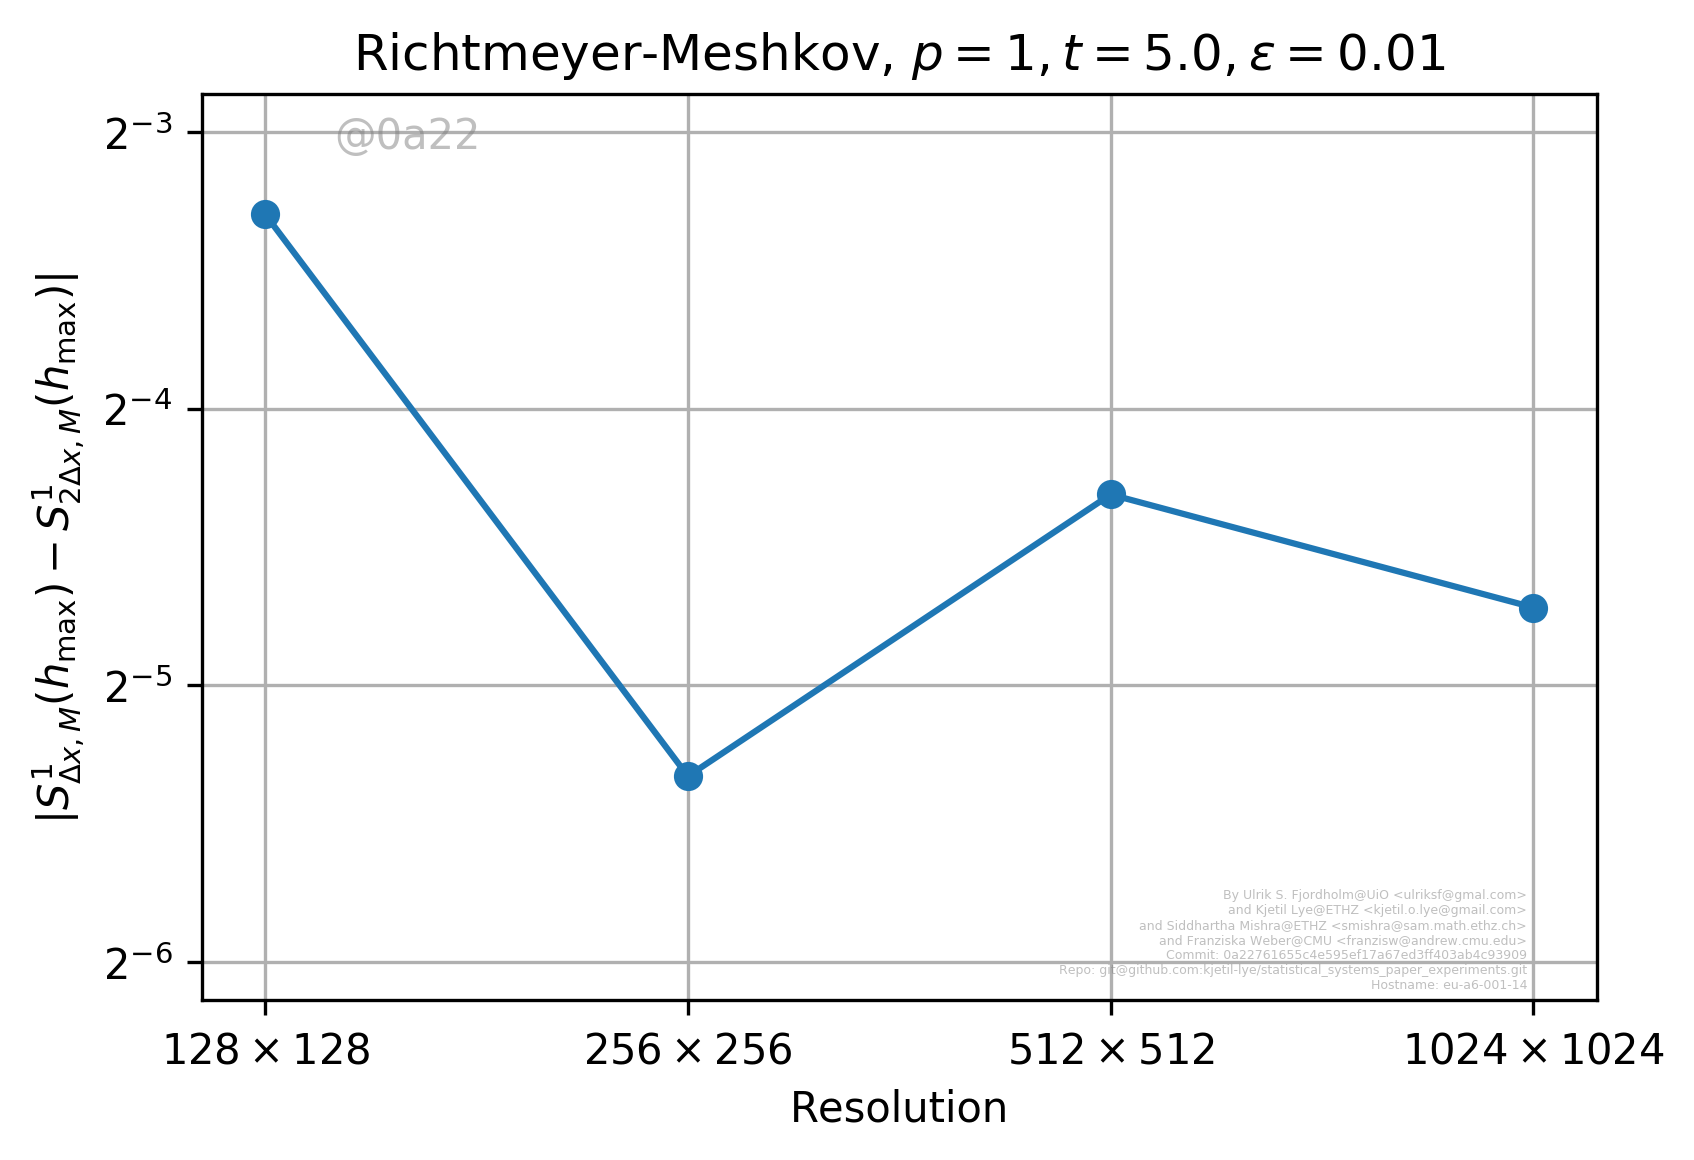 Richtmeyer-Meshkov, p = 1, t = 5.0, ε = 0.01
@0a22
2⁻³
2⁻⁴
2⁻⁵
2⁻⁶
|S¹_{Δx, M}(h_max) − S¹_{2Δx, M}(h_max)|
By Ulrik S. Fjordholm@UiO <ulriksf@gmal.com>
and Kjetil Lye@ETHZ <kjetil.o.lye@gmail.com>
and Siddhartha Mishra@ETHZ <smishra@sam.math.ethz.ch>
and Franziska Weber@CMU <franzisw@andrew.cmu.edu>
Commit: 0a22761655c4e595ef17a67ed3ff403ab4c93909
Repo: git@github.com:kjetil-lye/statistical_systems_paper_experiments.git
Hostname: eu-a6-001-14
128 × 128 256 × 256 512 × 512 1024 × 1024
Resolution